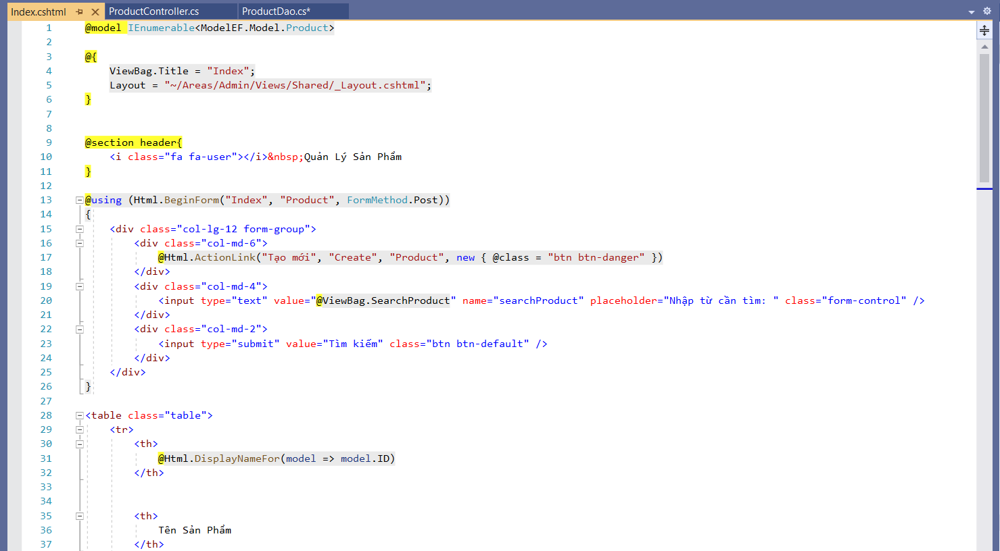 Index.cshtml ProductController.cs ProductDao.cs*
1 @model IEnumerable<ModelEF.Model.Product>
2
3 @{
4 ViewBag.Title = "Index";
5 Layout = "~/Areas/Admin/Views/Shared/_Layout.cshtml";
6 }
7
8
9 @section header{
10 <i class="fa fa-user"></i>&nbsp;Quản Lý Sản Phẩm
11 }
12
13 @using (Html.BeginForm("Index", "Product", FormMethod.Post))
14 {
15 <div class="col-lg-12 form-group">
16 <div class="col-md-6">
17 @Html.ActionLink("Tạo mới", "Create", "Product", new { @class = "btn btn-danger" })
18 </div>
19 <div class="col-md-4">
20 <input type="text" value="@ViewBag.SearchProduct" name="searchProduct" placeholder="Nhập từ cần tìm: " class="form-control" />
21 </div>
22 <div class="col-md-2">
23 <input type="submit" value="Tìm kiếm" class="btn btn-default" />
24 </div>
25 </div>
26 }
27
28 <table class="table">
29 <tr>
30 <th>
31 @Html.DisplayNameFor(model => model.ID)
32 </th>
33
34
35 <th>
36 Tên Sản Phẩm
37 </th>